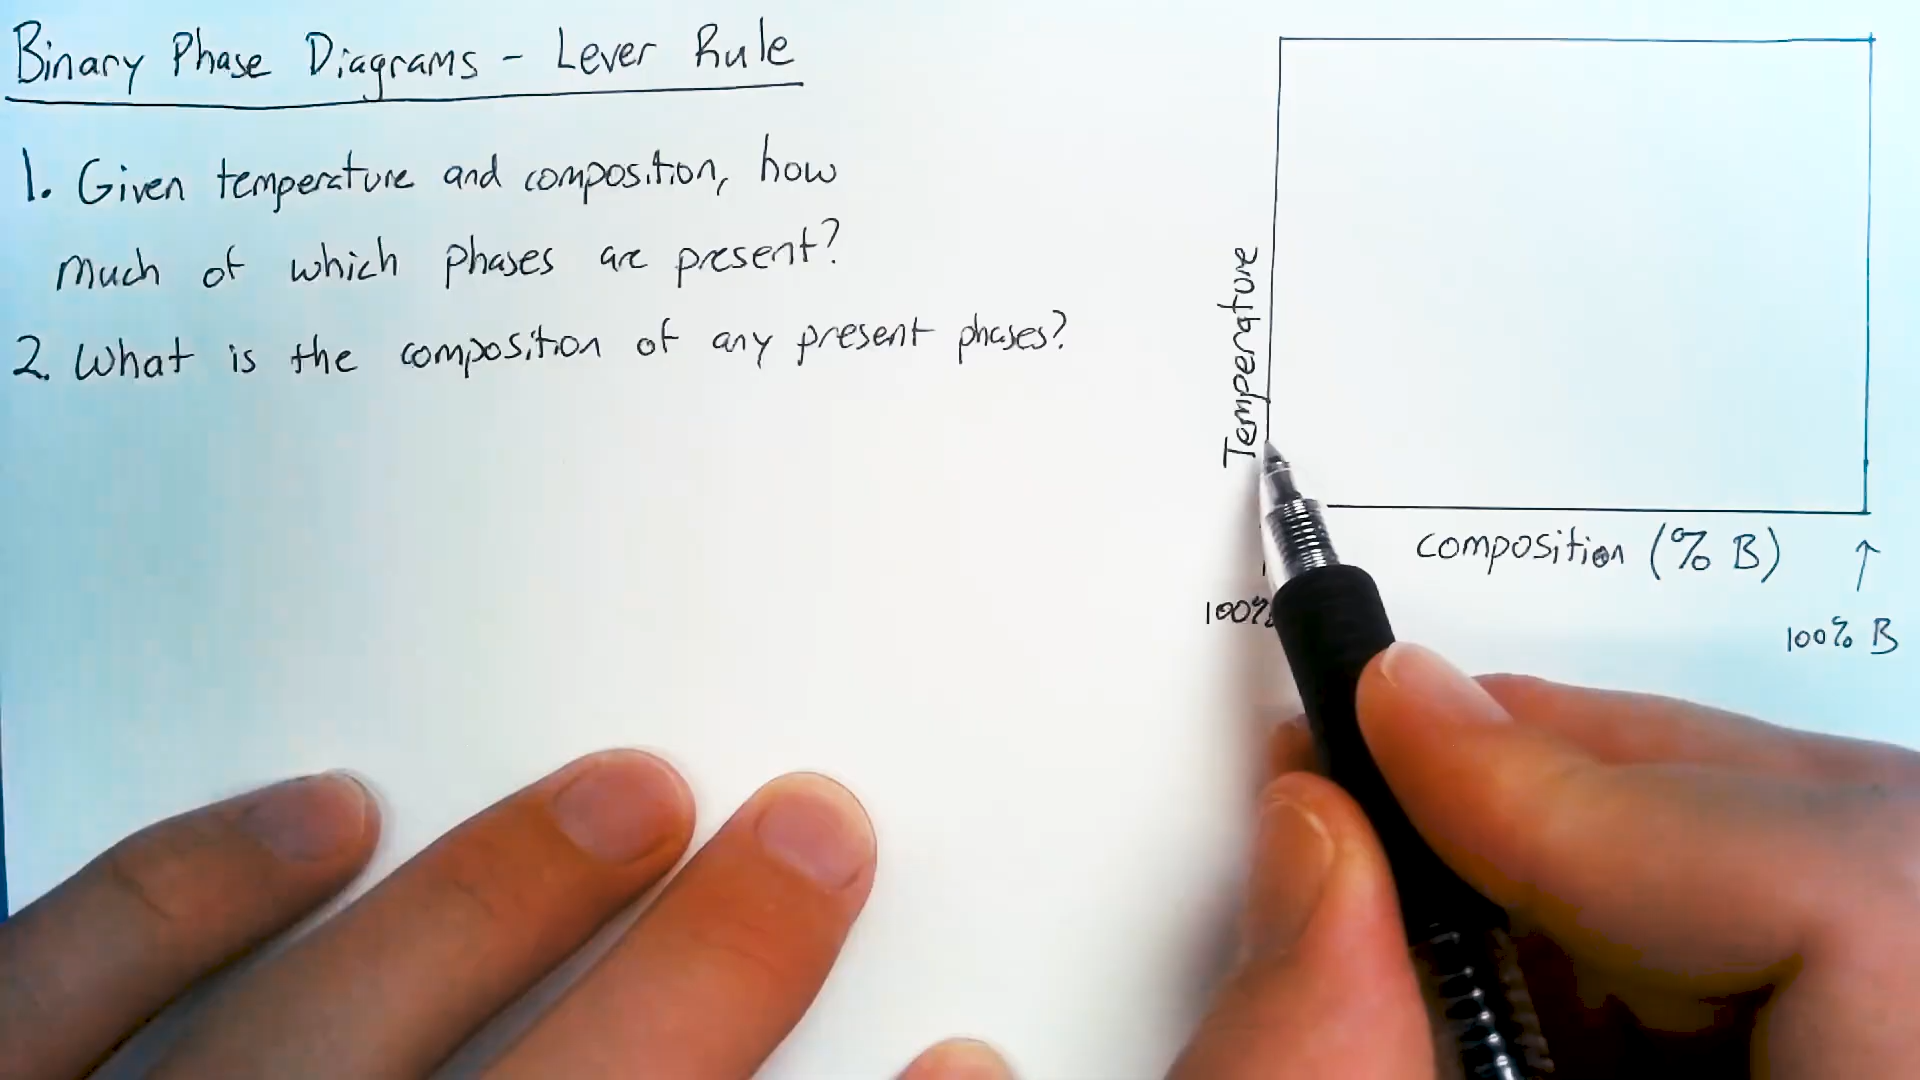 Binary Phase Diagrams - Lever Rule
1. Given temperature and composition, how
much of which phases are present?
2. What is the composition of any present phases?
Temperature
composition (% B)
↑
100%
100% B